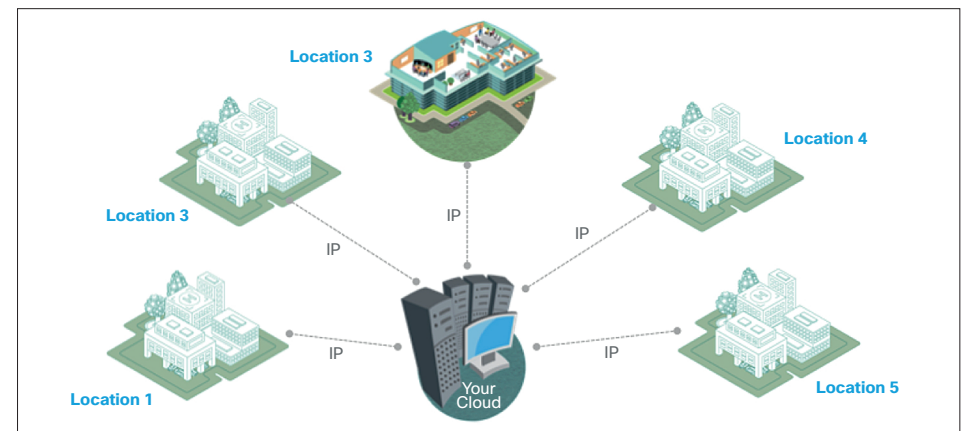 Location 3
Location 4
Location 3
IP
IP
IP
IP
IP
Your
Cloud
Location 1
Location 5